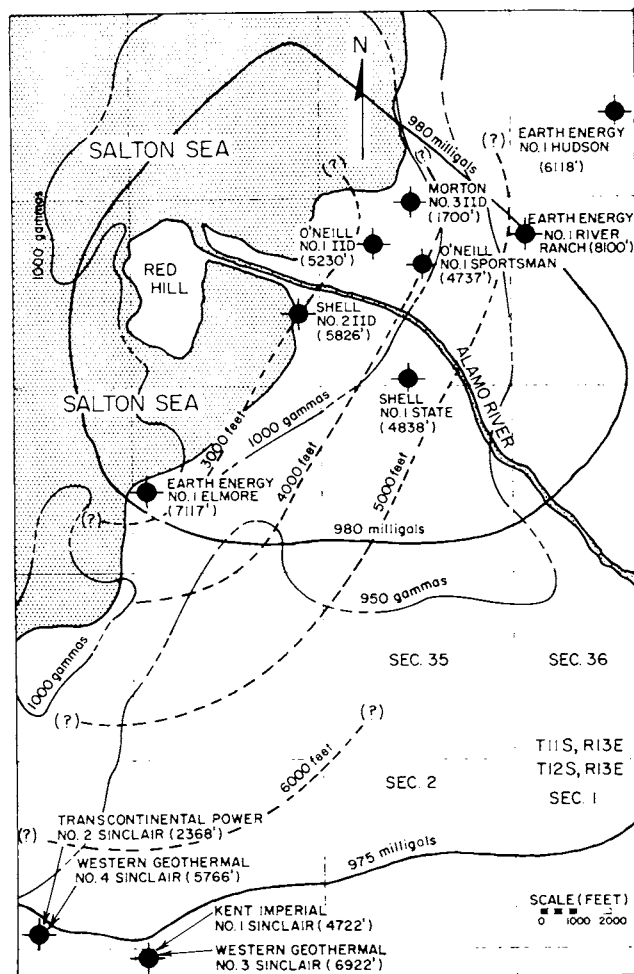 N
SALTON SEA
980 milligals
EARTH ENERGY
NO. 1 HUDSON
(6118')
(?)
(?)
(?)
1000 gammas
MORTON
NO. 3 IID
(1700')
O'NEILL
NO. 1 IID
(5230')
EARTH ENERGY
NO. 1 RIVER
RANCH (8100')
O'NEILL
NO. 1 SPORTSMAN
(4737')
RED
HILL
SHELL
NO. 2 IID
(5826')
ALAMO RIVER
SALTON SEA
SHELL
NO. 1 STATE
(4838')
3000 feet
1000 gammas
4000 feet
5000 feet
EARTH ENERGY
NO. 1 ELMORE
(7117')
(?)
980 milligals
950 gammas
1000 gammas
SEC. 35
SEC. 36
(?)
(?)
6000 feet
T11S, R13E
T12S, R13E
SEC. 2
SEC. 1
TRANSCONTINENTAL POWER
NO. 2 SINCLAIR (2368')
(?)
975 milligals
WESTERN GEOTHERMAL
NO. 4 SINCLAIR (5766')
KENT IMPERIAL
NO. 1 SINCLAIR (4722')
WESTERN GEOTHERMAL
NO. 3 SINCLAIR (6922')
SCALE (FEET)
0 1000 2000